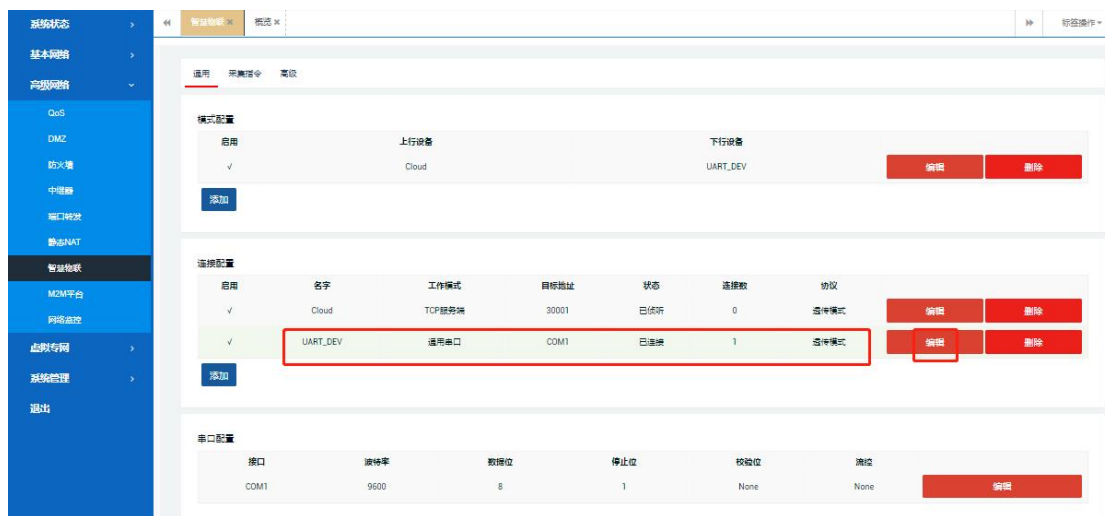 系统状态
基本网络
高级网络
QoS
DMZ
防火墙
中继器
端口转发
静态NAT
智慧物联
M2M平台
网络监控
虚拟专网
系统管理
退出
智慧物联 概览 标签操作
通用 采集指令 高级
模式配置
启用 上行设备 下行设备
√ Cloud UART_DEV 编辑 删除
添加
连接配置
启用 名字 工作模式 目标地址 状态 连接数 协议
√ Cloud TCP服务端 30001 已侦听 0 透传模式 编辑 删除
√ UART_DEV 通用串口 COM1 已连接 1 透传模式 编辑 删除
添加
串口配置
接口 波特率 数据位 停止位 校验位 流控
COM1 9600 8 1 None None 编辑